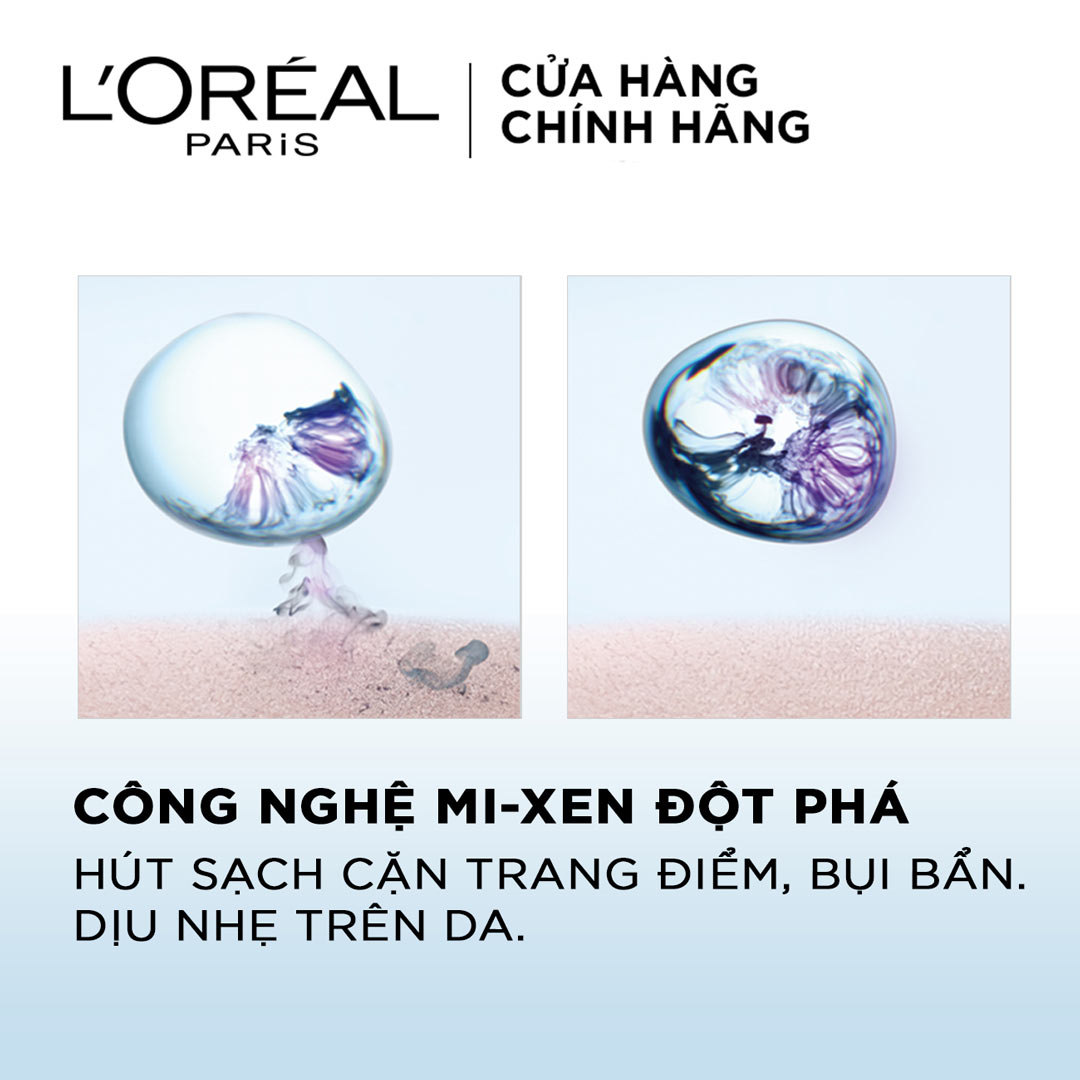 L'ORÉAL
PARiS
CỬA HÀNG
CHÍNH HÃNG
CÔNG NGHỆ MI-XEN ĐỘT PHÁ
HÚT SẠCH CẶN TRANG ĐIỂM, BỤI BẨN.
DỊU NHẸ TRÊN DA.